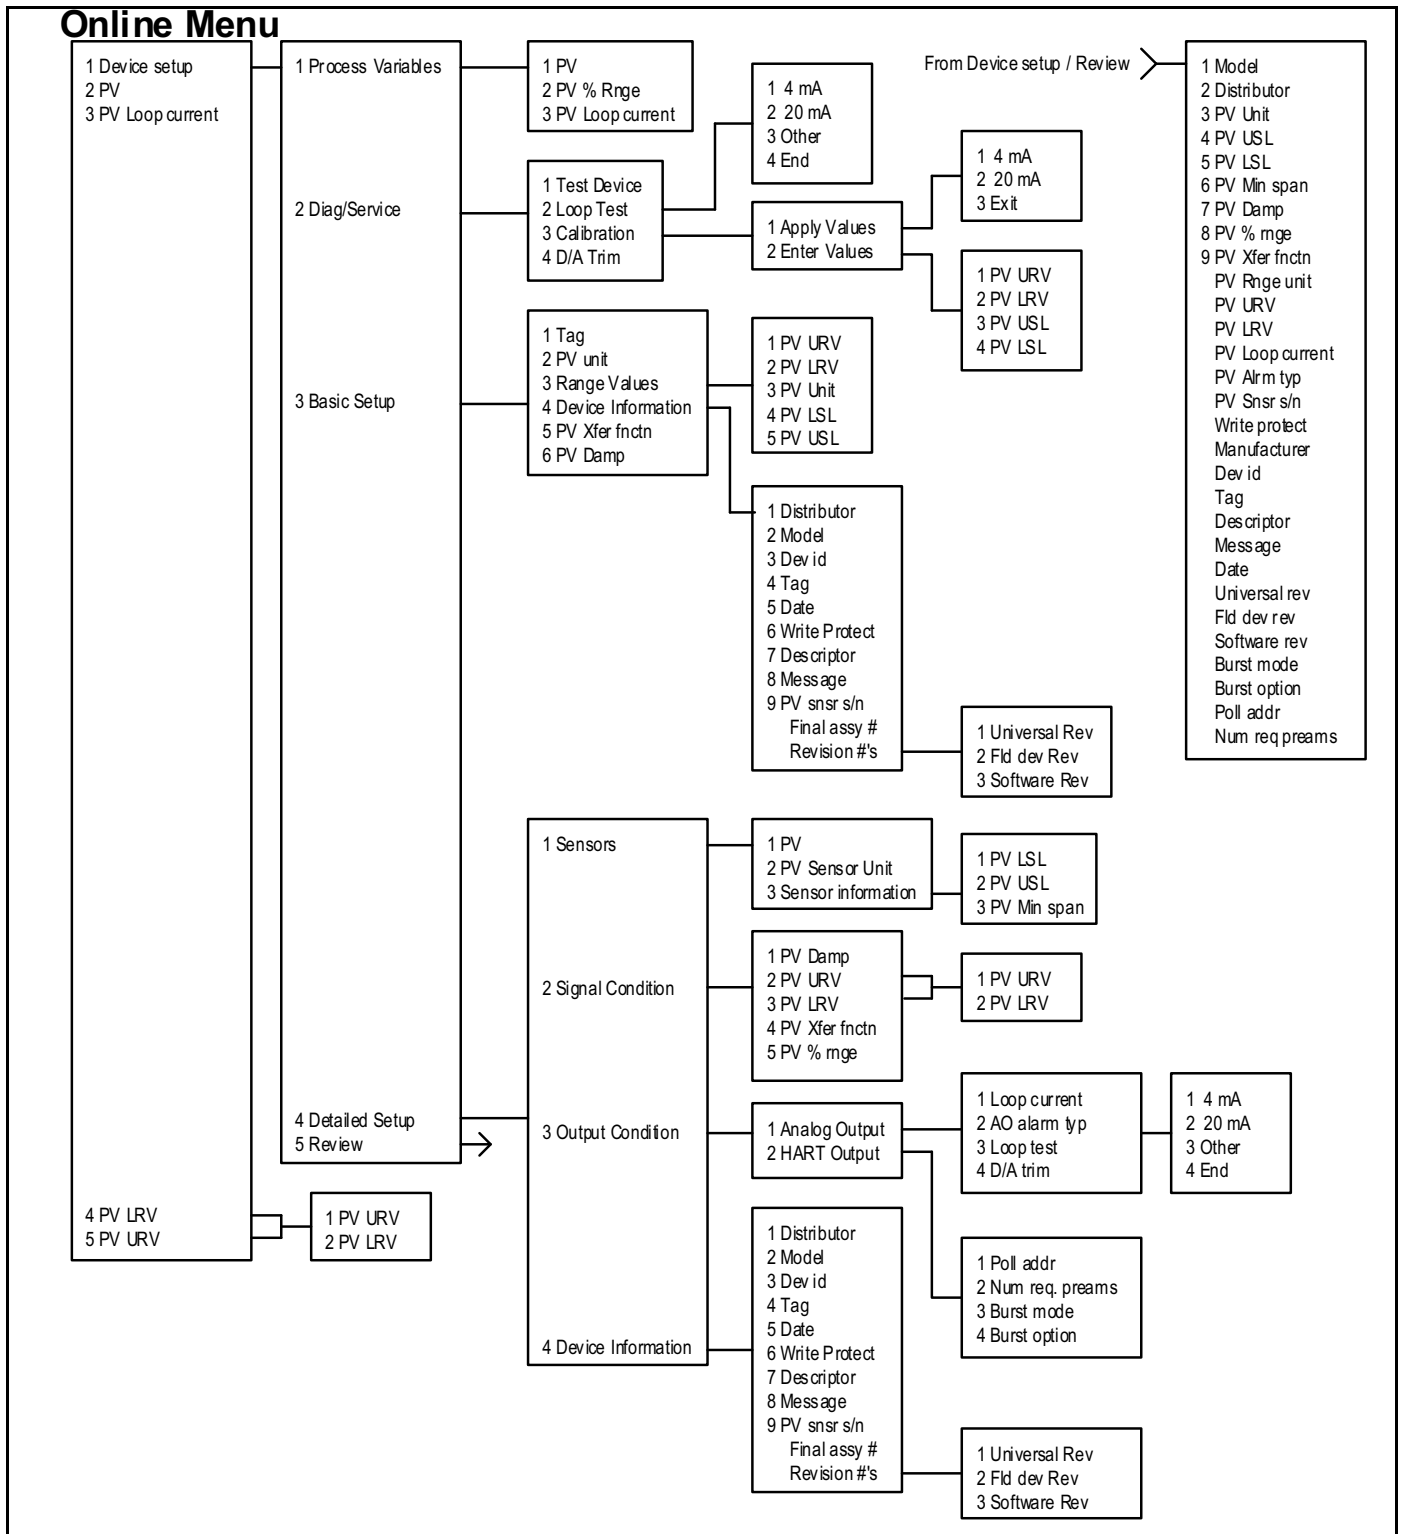 Online Menu
1 Device setup
2 PV
3 PV Loop current
4 PV LRV
5 PV URV
1 PV URV
2 PV LRV
1 Process Variables
2 Diag/Service
3 Basic Setup
4 Detailed Setup
5 Review
1 PV
2 PV % Rnge
3 PV Loop current
1 Test Device
2 Loop Test
3 Calibration
4 D/A Trim
1 4 mA
2 20 mA
3 Other
4 End
1 Apply Values
2 Enter Values
1 4 mA
2 20 mA
3 Exit
1 PV URV
2 PV LRV
3 PV USL
4 PV LSL
1 Tag
2 PV unit
3 Range Values
4 Device Information
5 PV Xfer fnctn
6 PV Damp
1 PV URV
2 PV LRV
3 PV Unit
4 PV LSL
5 PV USL
1 Distributor
2 Model
3 Dev id
4 Tag
5 Date
6 Write Protect
7 Descriptor
8 Message
9 PV snsr s/n
Final assy #
Revision #'s
1 Universal Rev
2 Fld dev Rev
3 Software Rev
1 Sensors
2 Signal Condition
3 Output Condition
4 Device Information
1 PV
2 PV Sensor Unit
3 Sensor information
1 PV LSL
2 PV USL
3 PV Min span
1 PV Damp
2 PV URV
3 PV LRV
4 PV Xfer fnctn
5 PV % rnge
1 PV URV
2 PV LRV
1 Analog Output
2 HART Output
1 Loop current
2 AO alarm typ
3 Loop test
4 D/A trim
1 4 mA
2 20 mA
3 Other
4 End
1 Poll addr
2 Num req. preams
3 Burst mode
4 Burst option
1 Distributor
2 Model
3 Dev id
4 Tag
5 Date
6 Write Protect
7 Descriptor
8 Message
9 PV snsr s/n
Final assy #
Revision #'s
1 Universal Rev
2 Fld dev Rev
3 Software Rev
From Device setup / Review
1 Model
2 Distributor
3 PV Unit
4 PV USL
5 PV LSL
6 PV Min span
7 PV Damp
8 PV % rnge
9 PV Xfer fnctn
PV Rnge unit
PV URV
PV LRV
PV Loop current
PV Alrm typ
PV Snsr s/n
Write protect
Manufacturer
Dev id
Tag
Descriptor
Message
Date
Universal rev
Fld dev rev
Software rev
Burst mode
Burst option
Poll addr
Num req preams